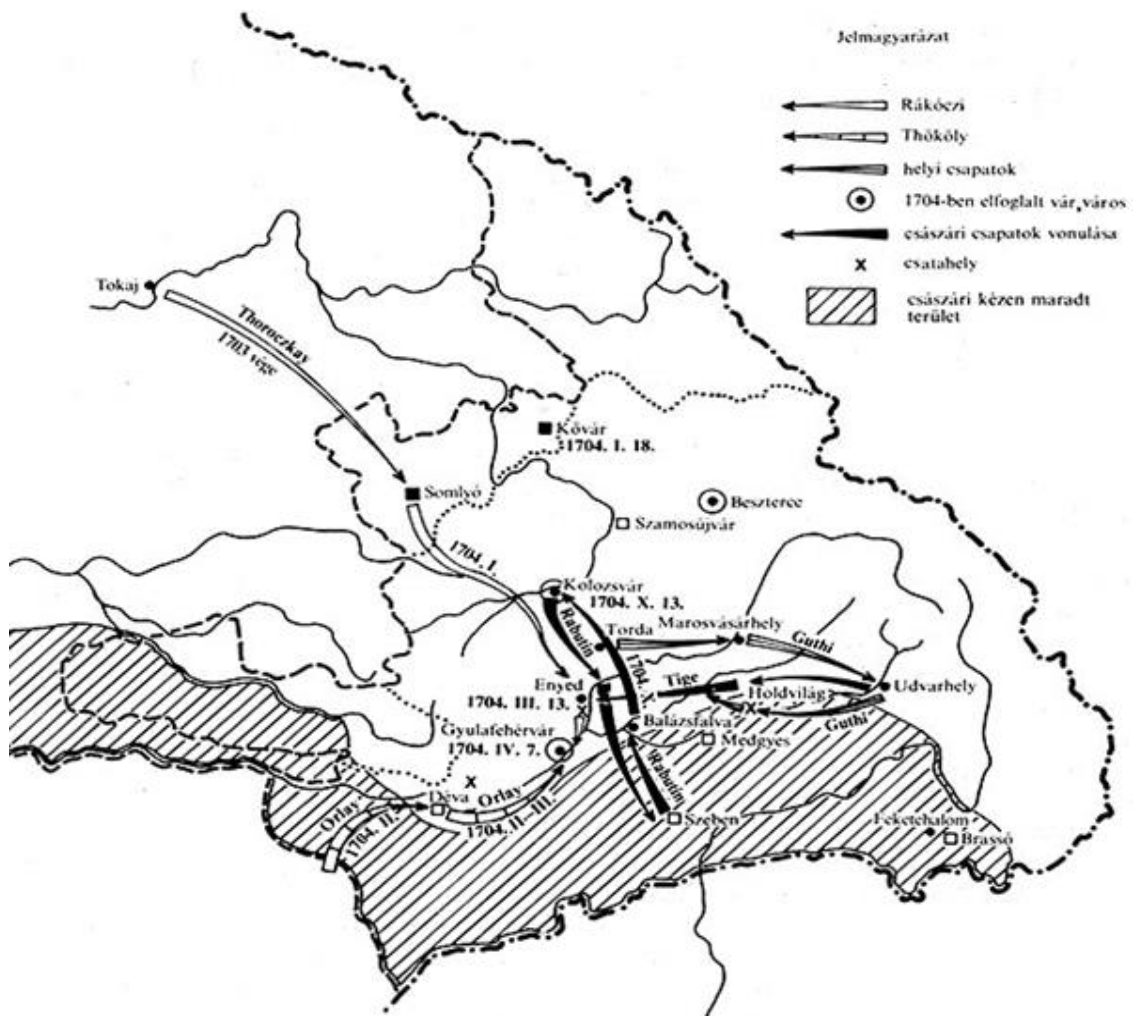 Jelmagyarázat
Rákóczi
Thököly
helyi csapatok
1704-ben elfoglalt vár, város
császári csapatok vonulása
x csatahely
császári kézen maradt
terület
Tokaj
Thoroczkay
1703 vége
Kővár
1704. I. 18.
Somlyó
Beszterce
Szamosújvár
1704. I.
Kolozsvár
1704. X. 13.
Rabutin
Torda
Marosvásárhely
Guthi
1704. X.
Tige
Enyed
1704. III. 13.
Holdvilág
Udvarhely
Guthi
Gyulafehérvár
1704. IV. 7.
Balázsfalva
Medgyes
Rabutin
Déva
Orlay
1704. II-III.
Orlay
1704. II.
Szeben
Feketehalom
Brassó